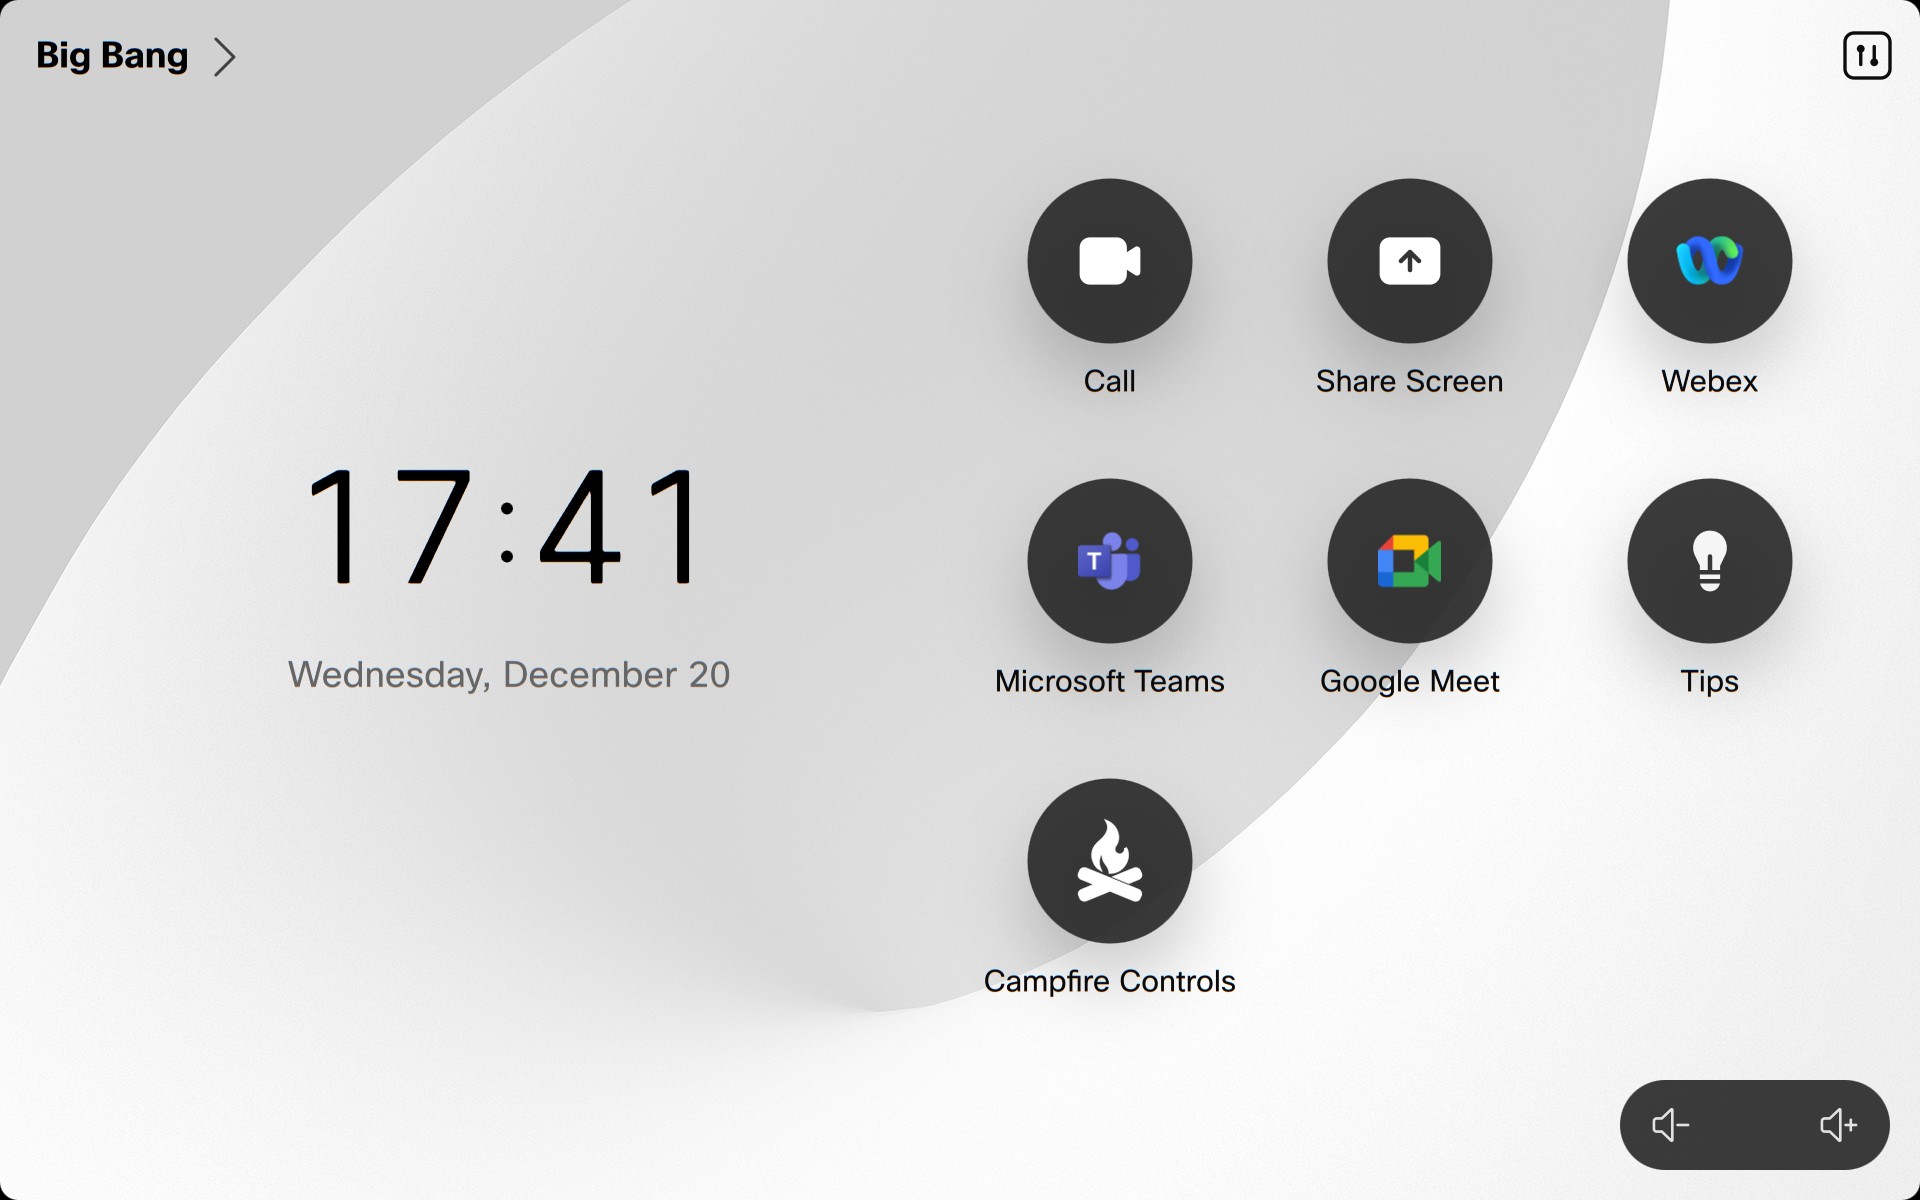 Big Bang
17:41
Wednesday, December 20
Call
Share Screen
Webex
T
Microsoft Teams
Google Meet
Tips
Campfire Controls